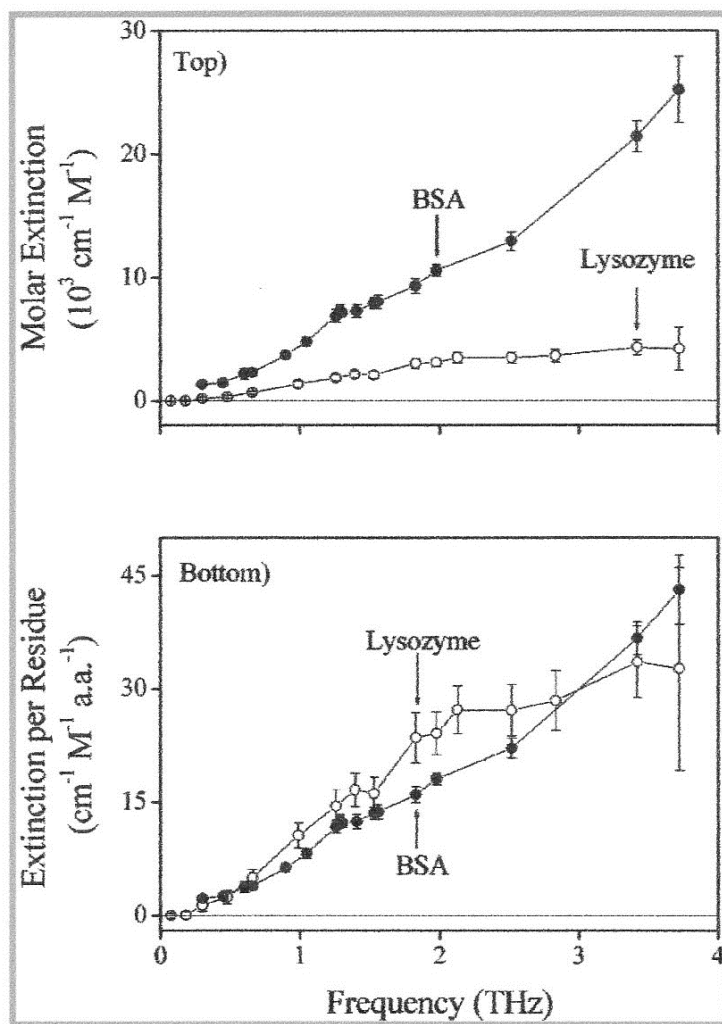 30
Top)
20
BSA
10
Lysozyme
0
Molar Extinction
(10³ cm⁻¹ M⁻¹)
45
Bottom)
Lysozyme
30
15
BSA
0
Extinction per Residue
(cm⁻¹ M⁻¹ a.a.⁻¹)
0 1 2 3 4
Frequency (THz)